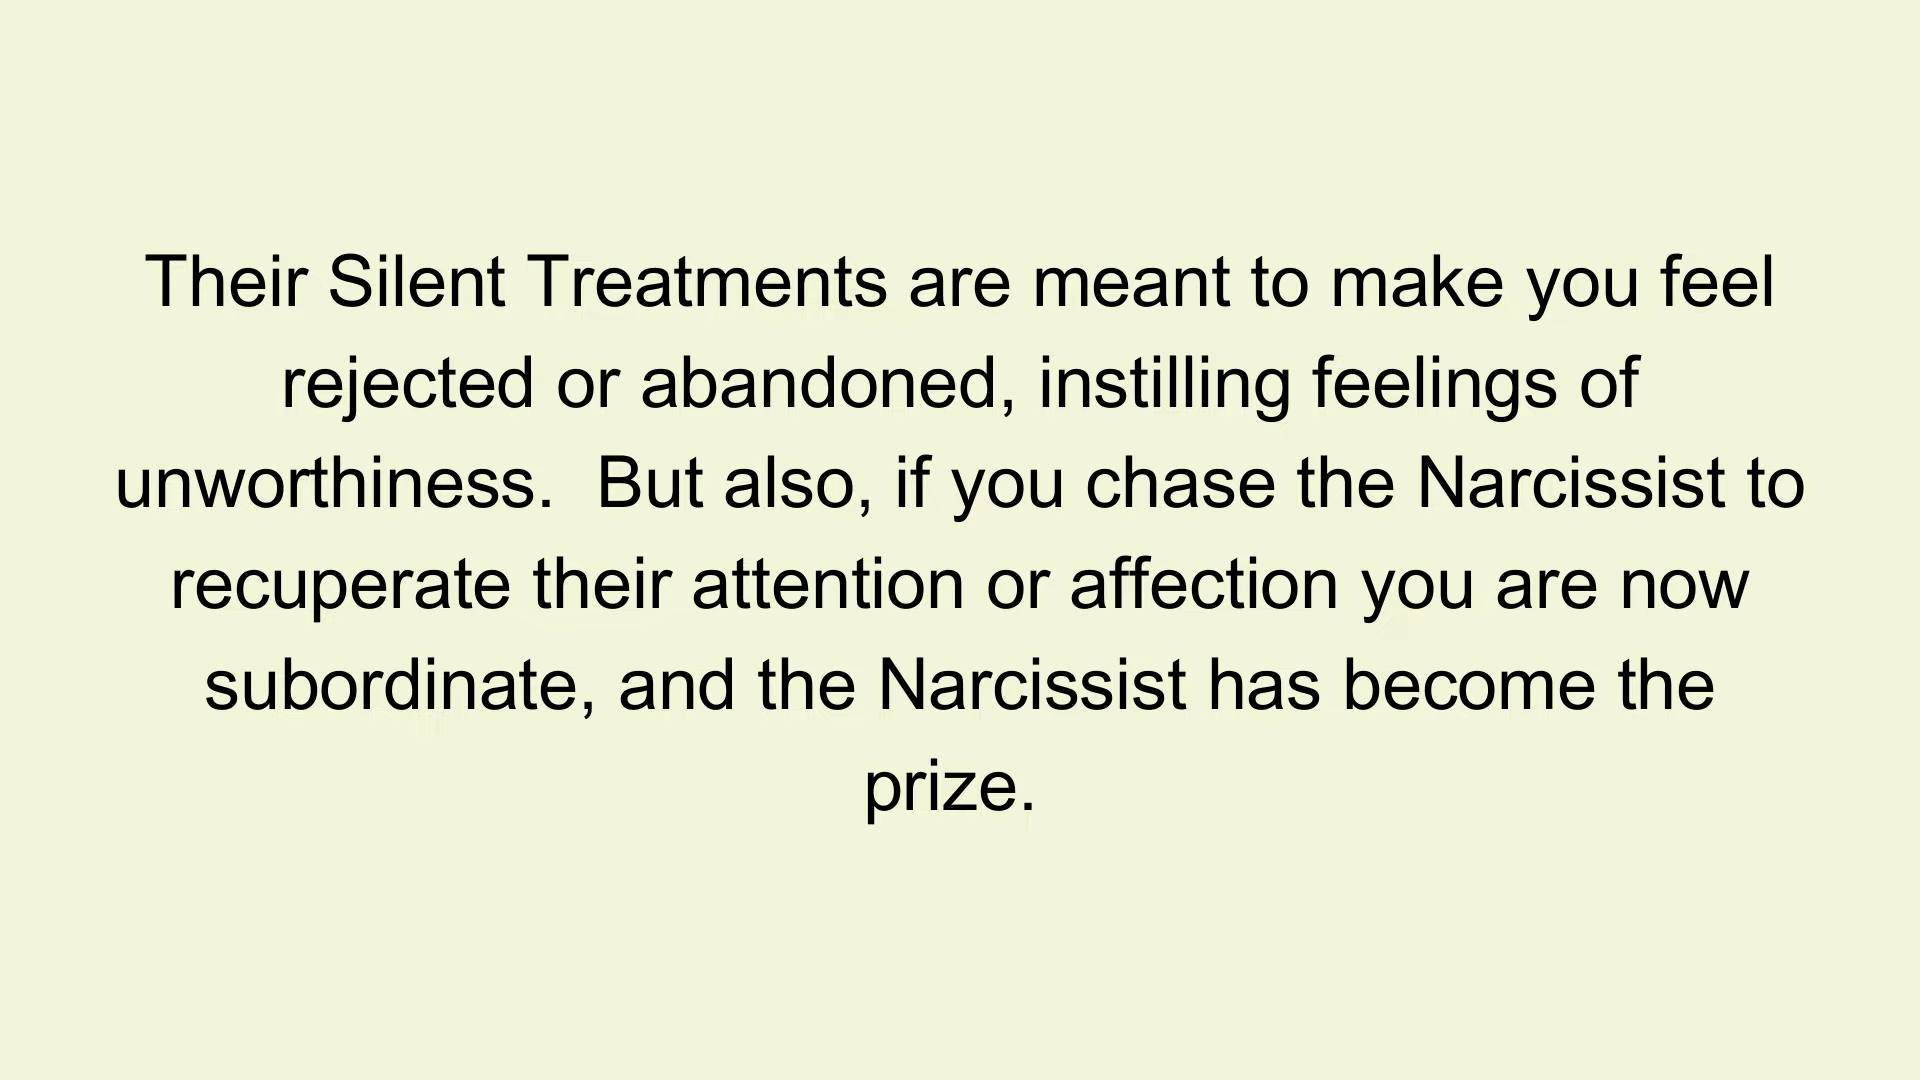 Their Silent Treatments are meant to make you feel
rejected or abandoned, instilling feelings of
unworthiness.  But also, if you chase the Narcissist to
recuperate their attention or affection you are now
subordinate, and the Narcissist has become the
prize.